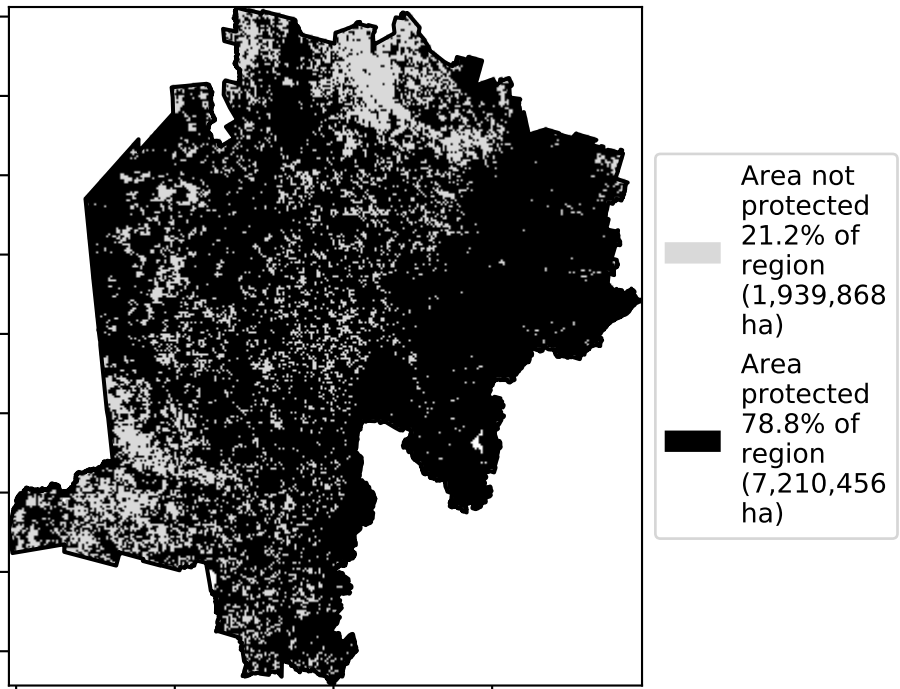 Area not
protected
21.2% of
region
(1,939,868
ha)
Area
protected
78.8% of
region
(7,210,456
ha)